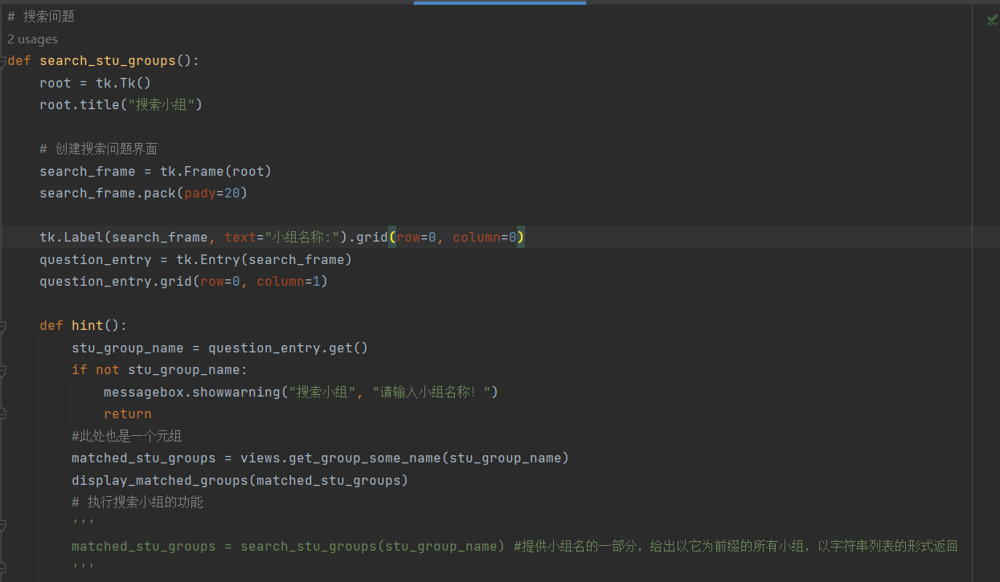 # 搜索问题
2 usages
def search_stu_groups():
    root = tk.Tk()
    root.title("搜索小组")
    # 创建搜索问题界面
    search_frame = tk.Frame(root)
    search_frame.pack(pady=20)
    tk.Label(search_frame, text="小组名称:").grid(row=0, column=0)
    question_entry = tk.Entry(search_frame)
    question_entry.grid(row=0, column=1)
    def hint():
        stu_group_name = question_entry.get()
        if not stu_group_name:
            messagebox.showwarning("搜索小组", "请输入小组名称！")
            return
        #此处也是一个元组
        matched_stu_groups = views.get_group_some_name(stu_group_name)
        display_matched_groups(matched_stu_groups)
        # 执行搜索小组的功能
        '''
        matched_stu_groups = search_stu_groups(stu_group_name) #提供小组名的一部分，给出以它为前缀的所有小组，以字符串列表的形式返回
        '''